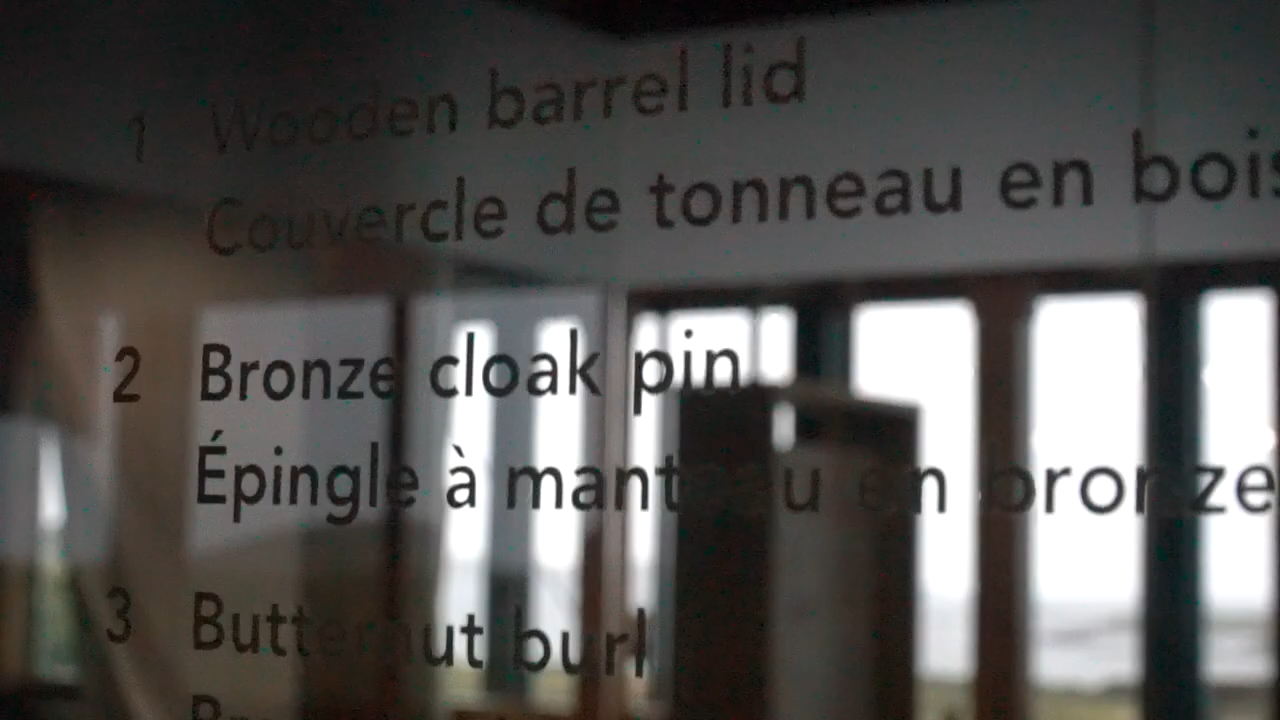 1 Wooden barrel lid
Couvercle de tonneau en bois
2 Bronze cloak pin
Épingle à manteau en bronze
3 Butternut burl